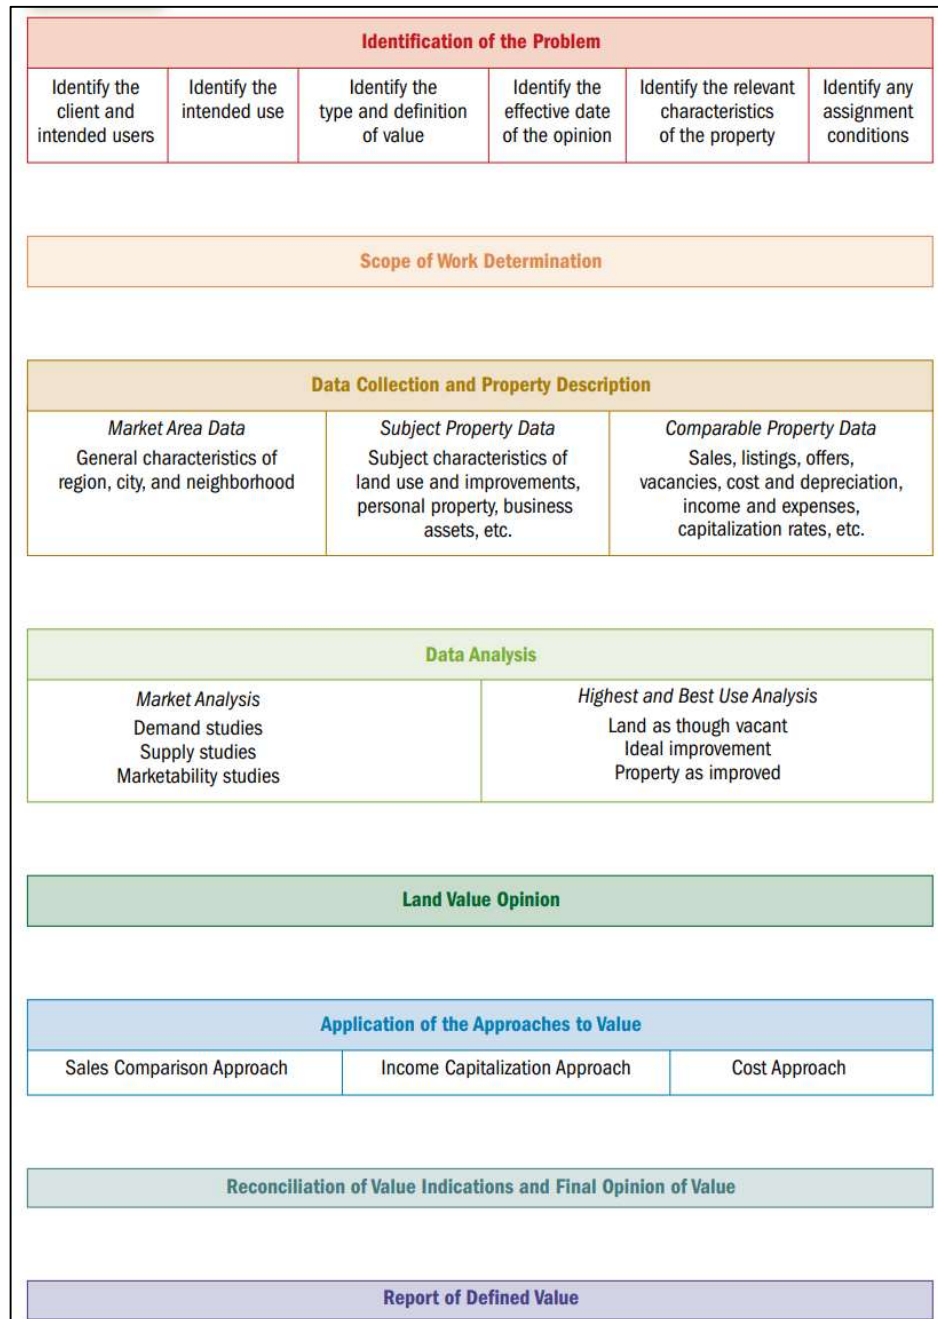 Identification of the Problem
Identify the
client and
intended users
Identify the
intended use
Identify the
type and definition
of value
Identify the
effective date
of the opinion
Identify the relevant
characteristics
of the property
Identify any
assignment
conditions
Scope of Work Determination
Data Collection and Property Description
Market Area Data
General characteristics of
region, city, and neighborhood
Subject Property Data
Subject characteristics of
land use and improvements,
personal property, business
assets, etc.
Comparable Property Data
Sales, listings, offers,
vacancies, cost and depreciation,
income and expenses,
capitalization rates, etc.
Data Analysis
Market Analysis
Demand studies
Supply studies
Marketability studies
Highest and Best Use Analysis
Land as though vacant
Ideal improvement
Property as improved
Land Value Opinion
Application of the Approaches to Value
Sales Comparison Approach
Income Capitalization Approach
Cost Approach
Reconciliation of Value Indications and Final Opinion of Value
Report of Defined Value